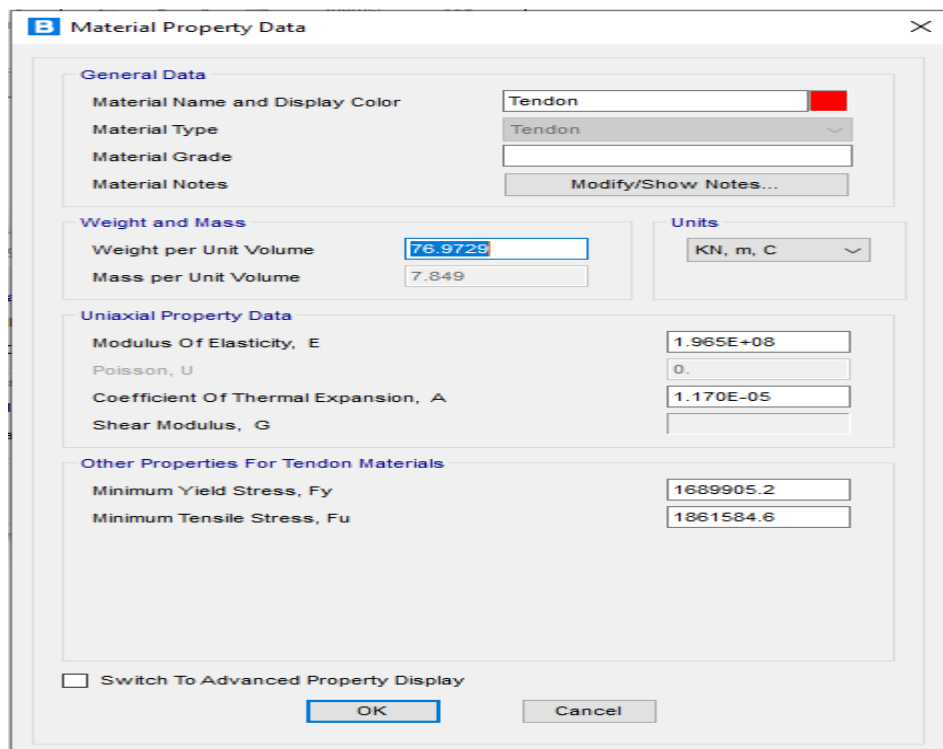 B Material Property Data
General Data
Material Name and Display Color Tendon
Material Type Tendon
Material Grade
Material Notes Modify/Show Notes...
Weight and Mass
Weight per Unit Volume 76.9729
Mass per Unit Volume 7.849
Units
KN, m, C
Uniaxial Property Data
Modulus Of Elasticity, E 1.965E+08
Poisson, U 0.
Coefficient Of Thermal Expansion, A 1.170E-05
Shear Modulus, G
Other Properties For Tendon Materials
Minimum Yield Stress, Fy 1689905.2
Minimum Tensile Stress, Fu 1861584.6
Switch To Advanced Property Display
OK Cancel